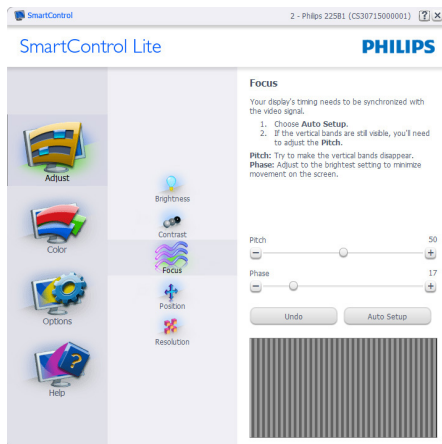 SmartControl
2 - Philips 225B1 (CS30715000001)
SmartControl Lite
PHILIPS
Adjust
Color
Options
Help
Brightness
Contrast
Focus
Position
Resolution
Focus
Your display's timing needs to be synchronized with
the video signal.
1. Choose Auto Setup.
2. If the vertical bands are still visible, you'll need
to adjust the Pitch.
Pitch: Try to make the vertical bands disappear.
Phase: Adjust to the brightest setting to minimize
movement on the screen.
Pitch 50
Phase 17
Undo Auto Setup